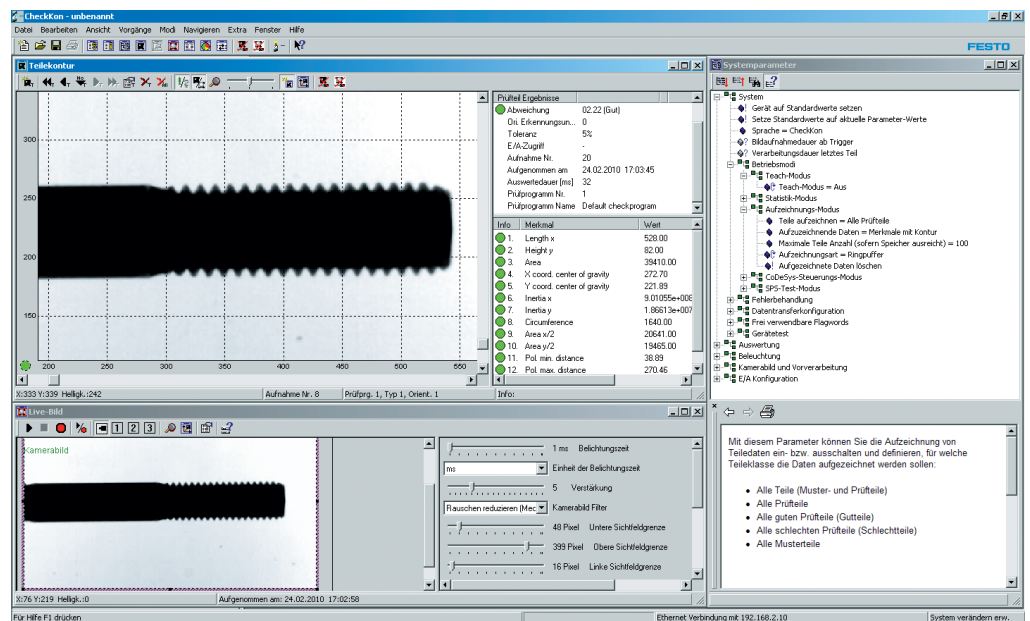 CheckKon - unbenannt
Datei Bearbeiten Ansicht Vorgänge Modi Navigieren Extra Fenster Hilfe
FESTO
Teilekontur
300
250
200
150
200 250 300 350 400 450 500 550
X:333 Y:339 Helligk.:242
Aufnahme Nr. 8
Prüfprg. 1, Typ 1, Orient. 1
Prüfteil Ergebnisse
Abweichung 02.22 (Gut)
Ori. Erkennungsun... 0
Toleranz 5%
E/A-Zugriff -
Aufnahme Nr. 20
Aufgenommen am 24.02.2010 17:03:45
Auswertedauer [ms] 32
Prüfprogramm Nr. 1
Prüfprogramm Name Default checkprogram
Info Merkmal Wert
1. Length x 528.00
2. Height y 82.00
3. Area 39410.00
4. X coord. center of gravity 272.70
5. Y coord. center of gravity 221.89
6. Inertia x 9.01055e+008
7. Inertia y 1.86613e+007
8. Circumference 1640.00
9. Area x/2 20641.00
10. Area y/2 19465.00
11. Pol. min. distance 38.89
12. Pol. max. distance 270.46
Info:
Systemparameter
System
Gerät auf Standardwerte setzen
Setze Standardwerte auf aktuelle Parameter-Werte
Sprache = CheckKon
Bildaufnahmedauer ab Trigger
Verarbeitungsdauer letztes Teil
Betriebsmodi
Teach-Modus
Teach-Modus = Aus
Statistik-Modus
Aufzeichnungs-Modus
Teile aufzeichnen = Alle Prüfteile
Aufzuzeichnende Daten = Merkmale mit Kontur
Maximale Teile Anzahl (sofern Speicher ausreicht) = 100
Aufzeichnungsart = Ringpuffer
Aufgezeichnete Daten löschen
CoDeSys-Steuerungs-Modus
SPS-Test-Modus
Fehlerbehandlung
Datentransferkonfiguration
Frei verwendbare Flagwords
Gerätetest
Auswertung
Beleuchtung
Kamerabild und Vorverarbeitung
E/A Konfiguration
Live-Bild
1 2 3
Kamerabild
1 ms Belichtungszeit
ms Einheit der Belichtungszeit
5 Verstärkung
Rauschen reduzieren (Mec Kamerabild Filter
48 Pixel Untere Sichtfeldgrenze
399 Pixel Obere Sichtfeldgrenze
16 Pixel Linke Sichtfeldgrenze
X:76 Y:219 Helligk.:0
Aufgenommen am: 24.02.2010 17:02:58
Mit diesem Parameter können Sie die Aufzeichnung von
Teiledaten ein- bzw. ausschalten und definieren, für welche
Teileklasse die Daten aufgezeichnet werden sollen:
• Alle Teile (Muster- und Prüfteile)
• Alle Prüfteile
• Alle guten Prüfteile (Gutteile)
• Alle schlechten Prüfteile (Schlechtteile)
• Alle Musterteile
Für Hilfe F1 drücken
Ethernet Verbindung mit 192.168.2.10
System verändern erw.